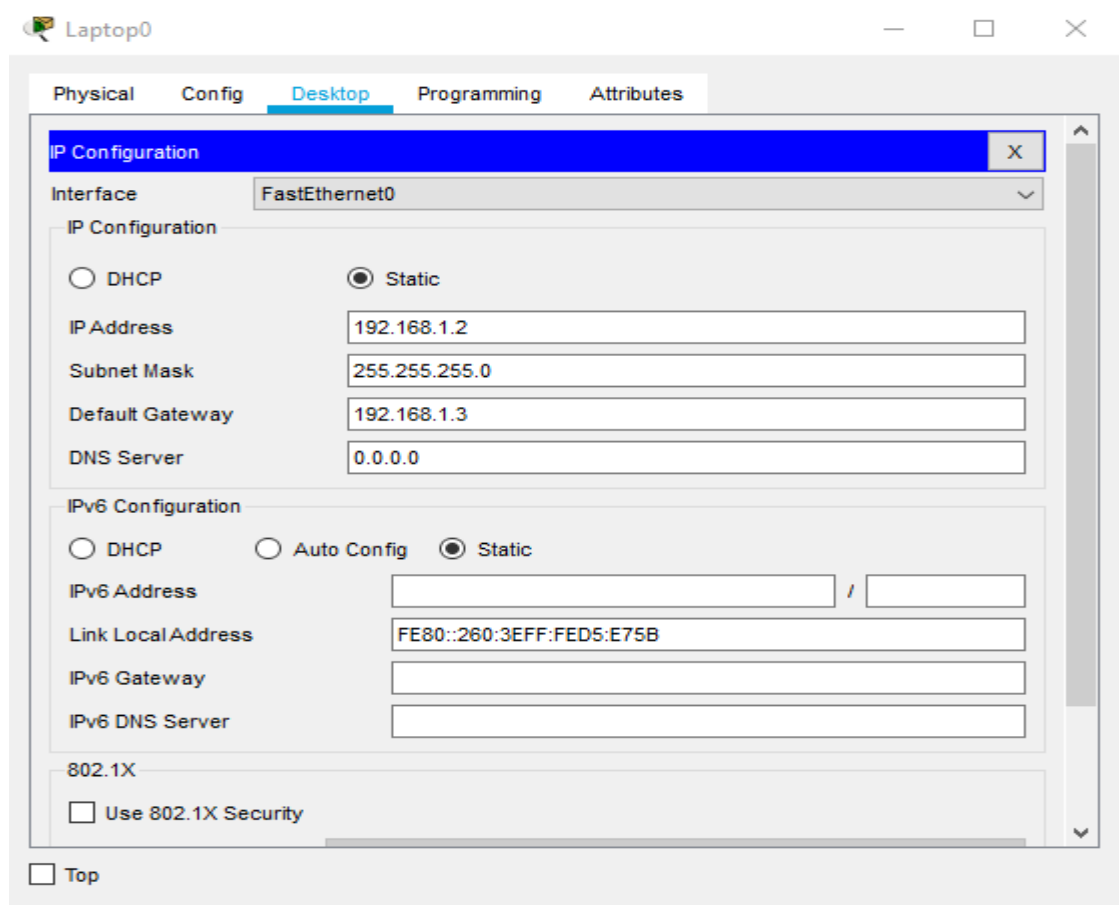 Laptop0
Physical Config Desktop Programming Attributes
IP Configuration X
Interface FastEthernet0
IP Configuration
DHCP Static
IP Address 192.168.1.2
Subnet Mask 255.255.255.0
Default Gateway 192.168.1.3
DNS Server 0.0.0.0
IPv6 Configuration
DHCP Auto Config Static
IPv6 Address /
Link Local Address FE80::260:3EFF:FED5:E75B
IPv6 Gateway
IPv6 DNS Server
802.1X
Use 802.1X Security
Top